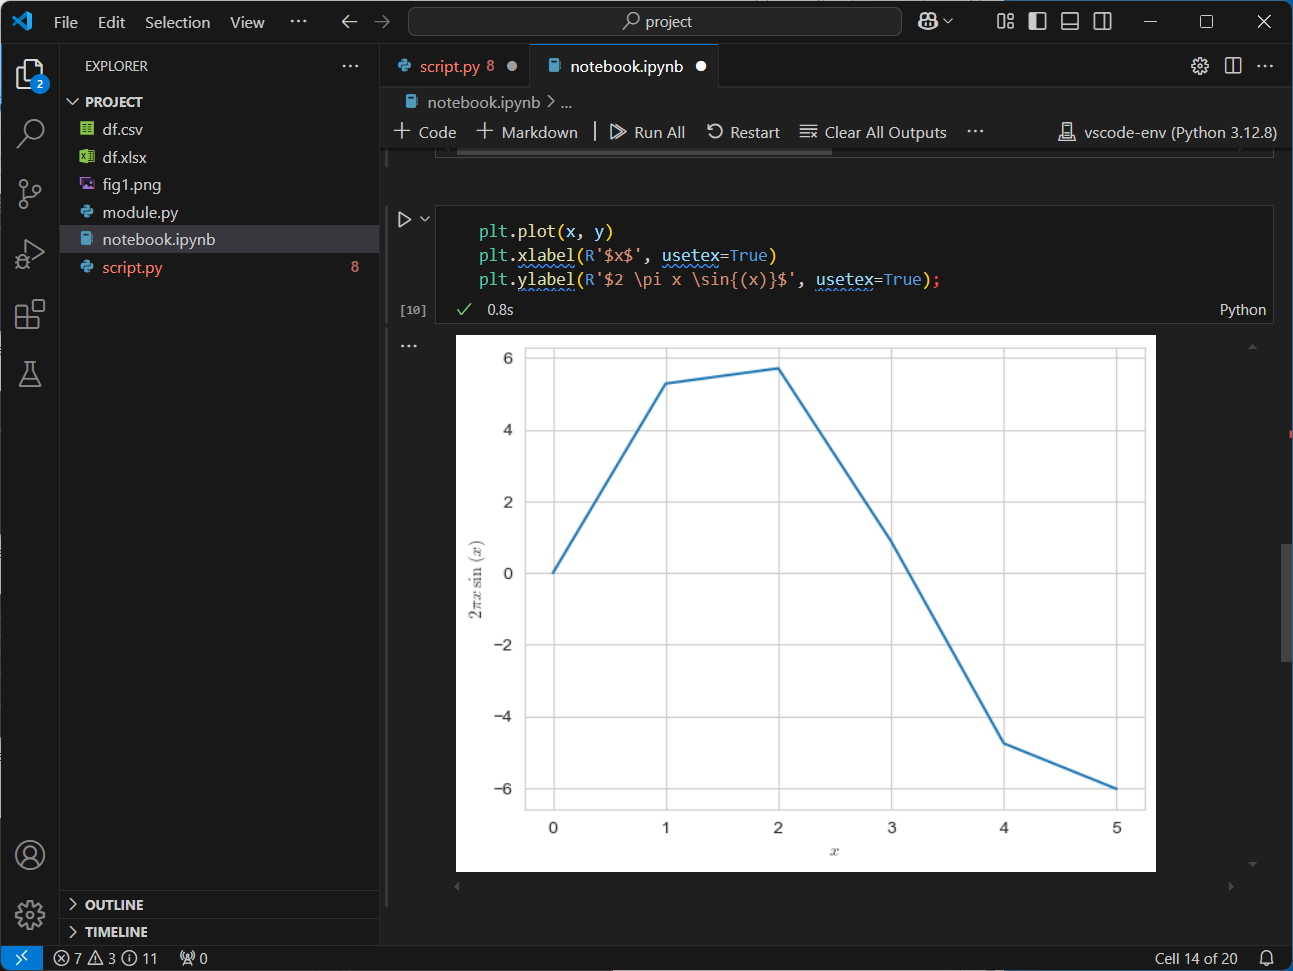 File Edit Selection View ··· project
EXPLORER ···
PROJECT
df.csv
df.xlsx
fig1.png
module.py
notebook.ipynb
script.py 8
OUTLINE
TIMELINE
2
script.py 8 notebook.ipynb
notebook.ipynb > ...
Code Markdown Run All Restart Clear All Outputs ··· vscode-env (Python 3.12.8)
plt.plot(x, y)
plt.xlabel(R'$x$', usetex=True)
plt.ylabel(R'$2 \pi x \sin{(x)}$', usetex=True);
[10] 0.8s Python
6
4
2
0
−2
−4
−6
2πx sin (x)
0 1 2 3 4 5
x
7 3 11 0 Cell 14 of 20